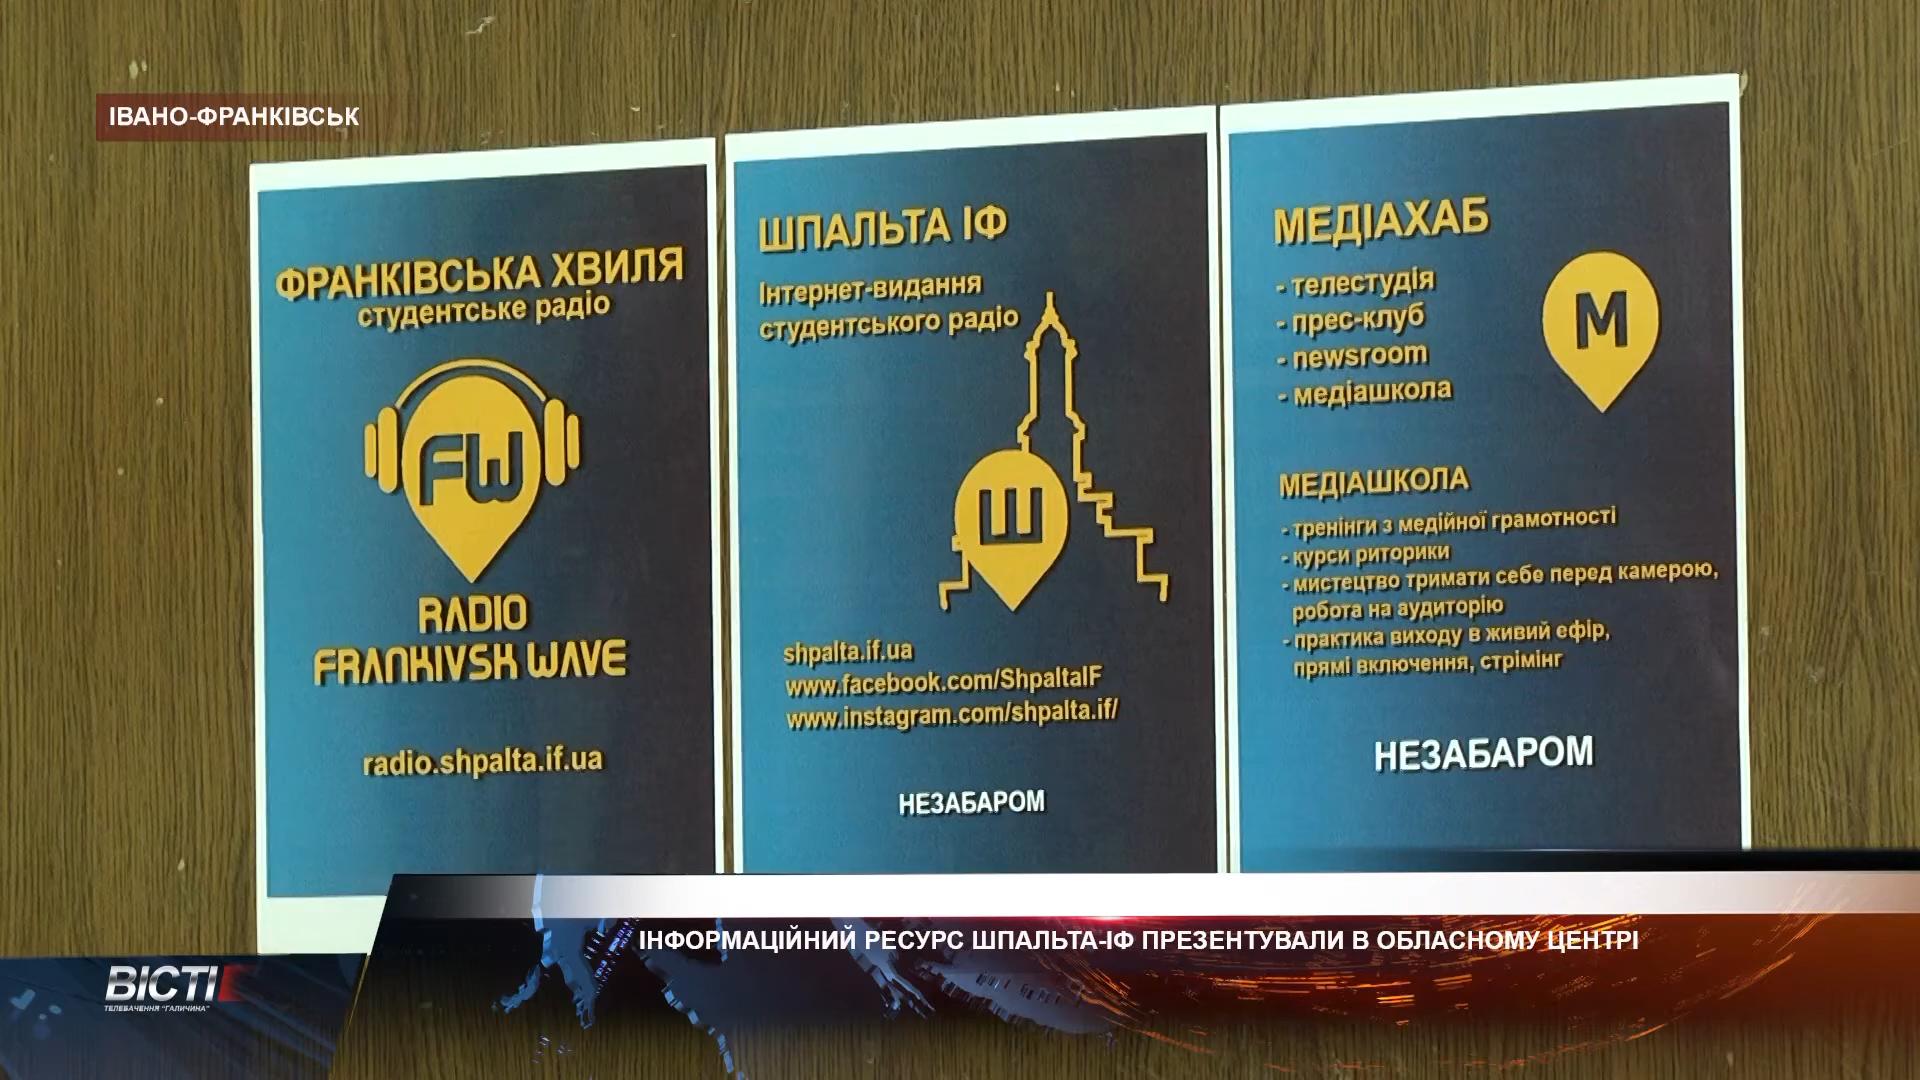 ІВАНО-ФРАНКІВСЬК
ФРАНКІВСЬКА ХВИЛЯ
студентське радіо
FW
RADIO
FRANKIVSK WAVE
radio.shpalta.if.ua
ШПАЛЬТА ІФ
Інтернет-видання
студентського радіо
Ш
shpalta.if.ua
www.facebook.com/ShpaltaIF
www.instagram.com/shpalta.if/
НЕЗАБАРОМ
МЕДІАХАБ
- телестудія
- прес-клуб
- newsroom
- медіашкола
М
МЕДІАШКОЛА
- тренінги з медійної грамотності
- курси риторики
- мистецтво тримати себе перед камерою,
робота на аудиторію
- практика виходу в живий ефір,
прямі включення, стрімінг
НЕЗАБАРОМ
ІНФОРМАЦІЙНИЙ РЕСУРС ШПАЛЬТА-ІФ ПРЕЗЕНТУВАЛИ В ОБЛАСНОМУ ЦЕНТРІ
ВІСТІ
ТЕЛЕБАЧЕННЯ "ГАЛИЧИНА"